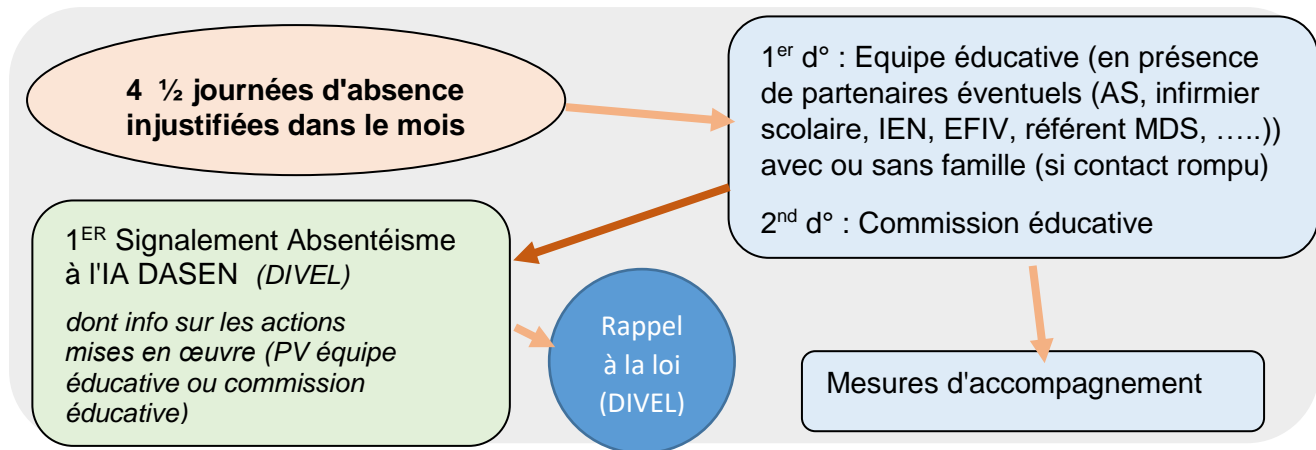 4 ½ journées d'absence
injustifiées dans le mois
1er d° : Equipe éducative (en présence
de partenaires éventuels (AS, infirmier
scolaire, IEN, EFIV, référent MDS, …..))
avec ou sans famille (si contact rompu)
2nd d° : Commission éducative
1ER Signalement Absentéisme
à l'IA DASEN (DIVEL)
dont info sur les actions
mises en œuvre (PV équipe
éducative ou commission
éducative)
Rappel
à la loi
(DIVEL)
Mesures d'accompagnement